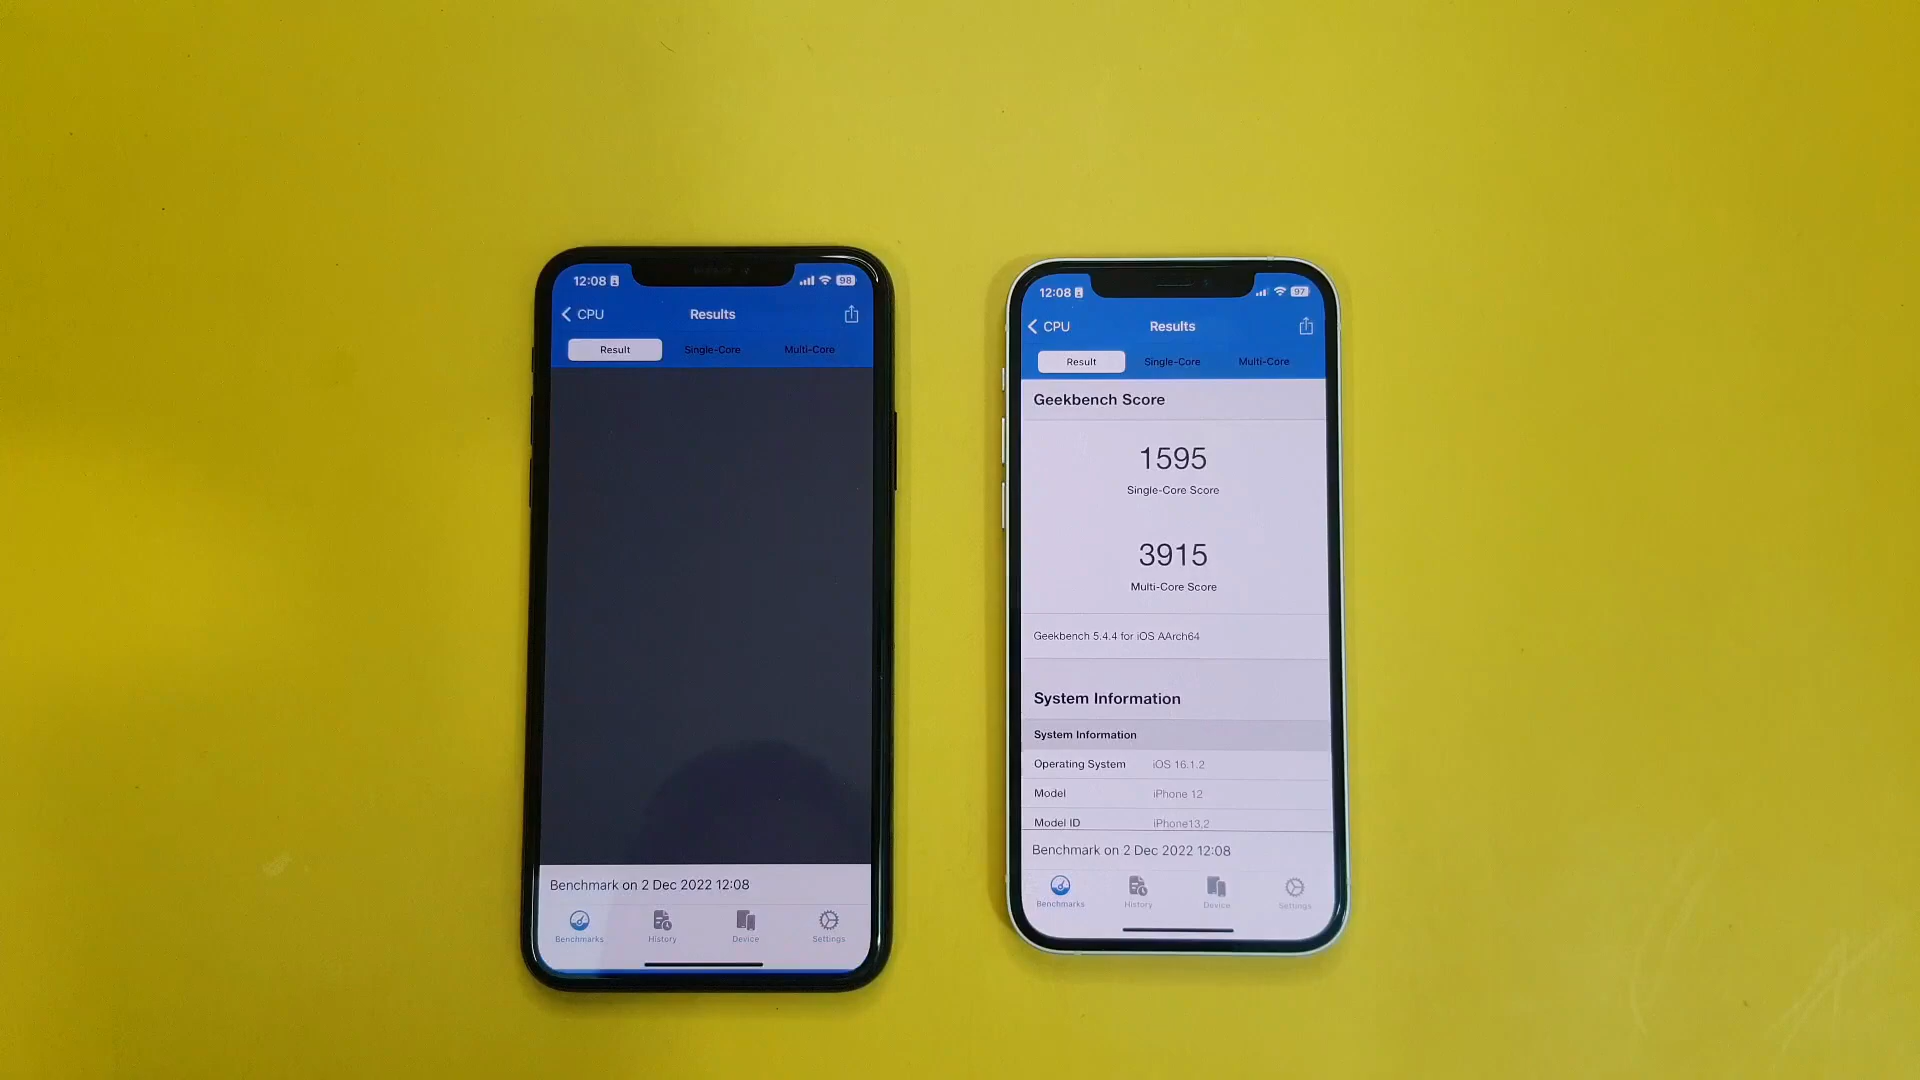 12:08
98
CPU
Results
Result Single-Core Multi-Core
Benchmark on 2 Dec 2022 12:08
Benchmarks History Device Settings
12:08
97
CPU
Results
Result Single-Core Multi-Core
Geekbench Score
1595
Single-Core Score
3915
Multi-Core Score
Geekbench 5.4.4 for iOS AArch64
System Information
System Information
Operating System iOS 16.1.2
Model iPhone 12
Model ID iPhone13,2
Benchmark on 2 Dec 2022 12:08
Benchmarks History Device Settings